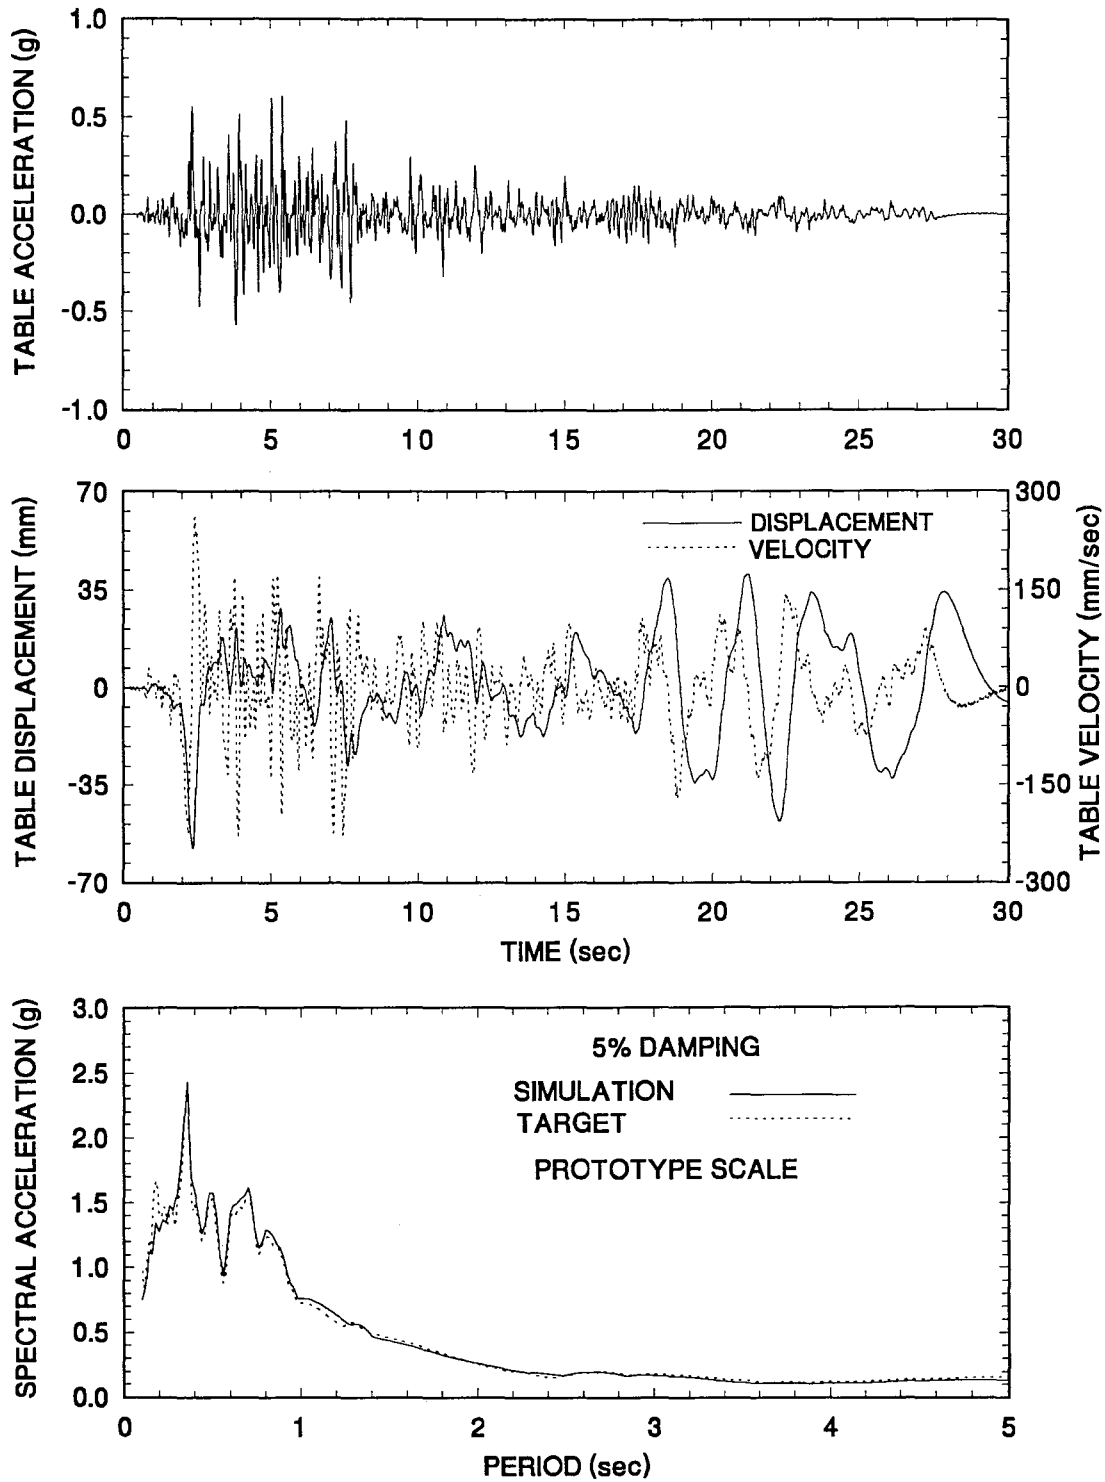 TABLE ACCELERATION (g)
1.0
0.5
0.0
-0.5
-1.0
0 5 10 15 20 25 30
TABLE DISPLACEMENT (mm)
70
35
0
-35
-70
DISPLACEMENT
VELOCITY
300
150
0
-150
-300
TABLE VELOCITY (mm/sec)
0 5 10 15 20 25 30
TIME (sec)
SPECTRAL ACCELERATION (g)
3.0
2.5
2.0
1.5
1.0
0.5
0.0
5% DAMPING
SIMULATION
TARGET
PROTOTYPE SCALE
0 1 2 3 4 5
PERIOD (sec)